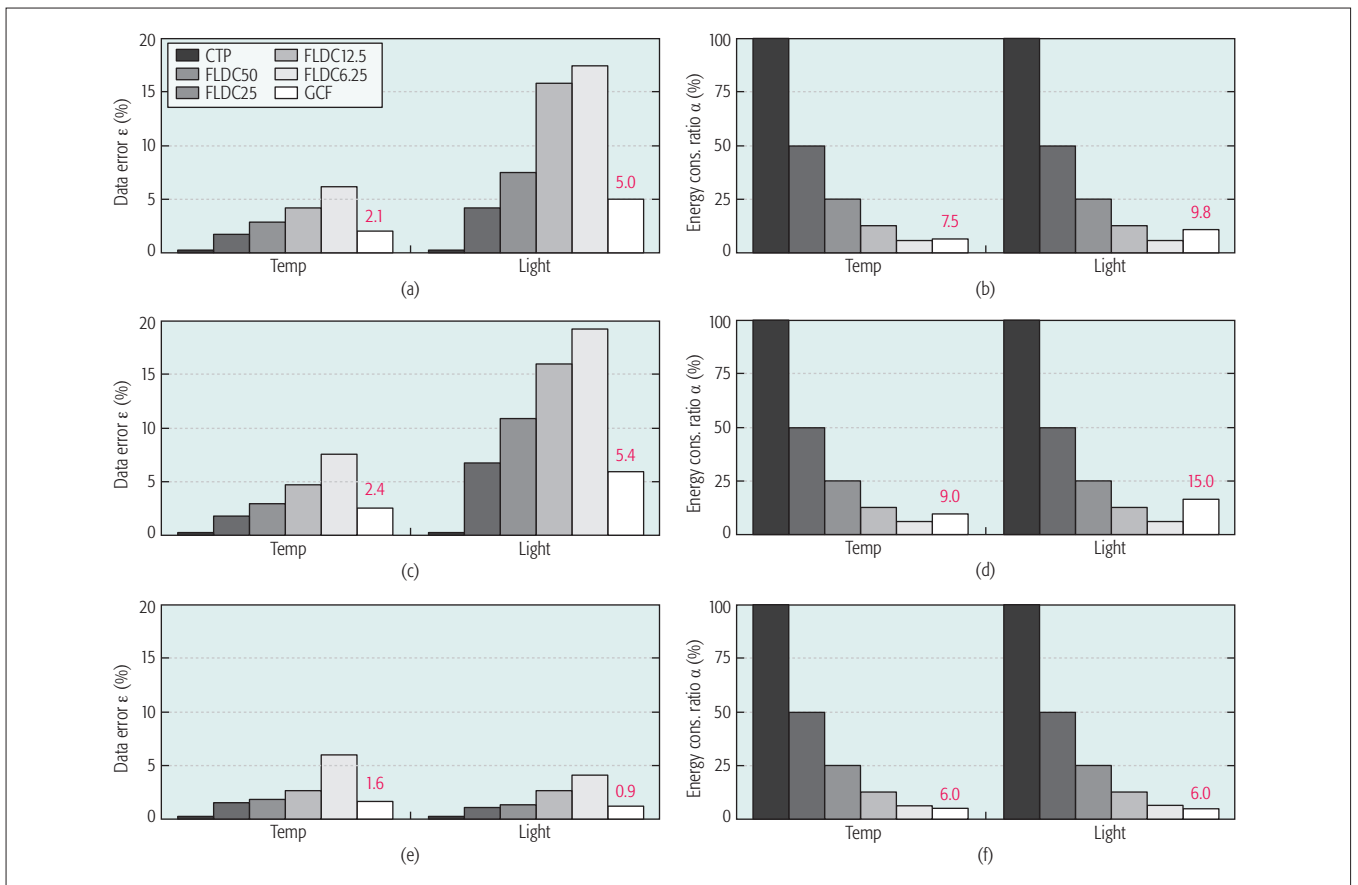 20
15
10
5
0
Data error ε (%)
CTP
FLDC50
FLDC25
FLDC12.5
FLDC6.25
GCF
2.1
5.0
Temp
Light
(a)
100
75
50
25
0
Energy cons. ratio α (%)
7.5
9.8
Temp
Light
(b)
20
15
10
5
0
Data error ε (%)
2.4
5.4
Temp
Light
(c)
100
75
50
25
0
Energy cons. ratio α (%)
9.0
15.0
Temp
Light
(d)
20
15
10
5
0
Data error ε (%)
1.6
0.9
Temp
Light
(e)
100
75
50
25
0
Energy cons. ratio α (%)
6.0
6.0
Temp
Light
(f)